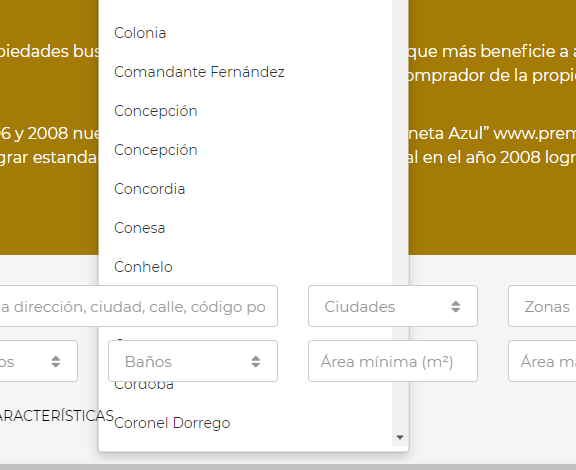 Colonia
piedades bus
que más beneficie a
Comandante Fernández
omprador de la propi
Concepción
6 y 2008 nue
neta Azul” www.prem
Concepción
grar estanda
al en el año 2008 logr
Concordia
Conesa
Conhelo
a dirección, ciudad, calle, código po
Ciudades
Zonas
os
Baños
Área mínima (m²)
Área m
Córdoba
ARACTERÍSTICAS
Coronel Dorrego